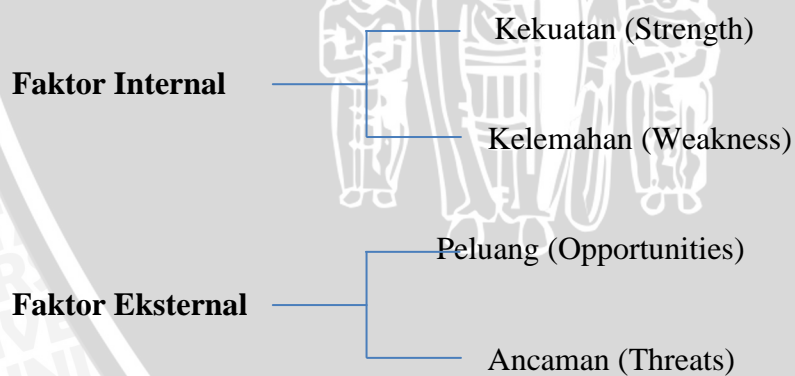 Kekuatan (Strength)
Faktor Internal
Kelemahan (Weakness)
Peluang (Opportunities)
Faktor Eksternal
Ancaman (Threats)